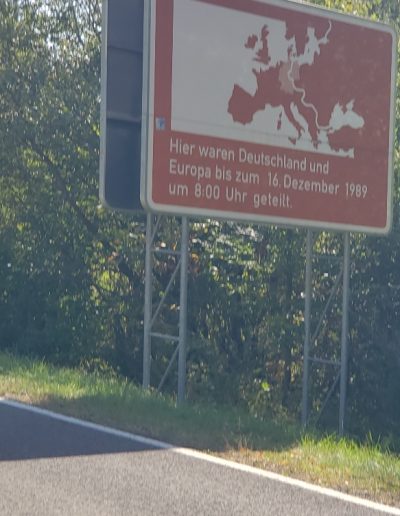 Hier waren Deutschland und
Europa bis zum 16. Dezember 1989
um 8:00 Uhr geteilt.